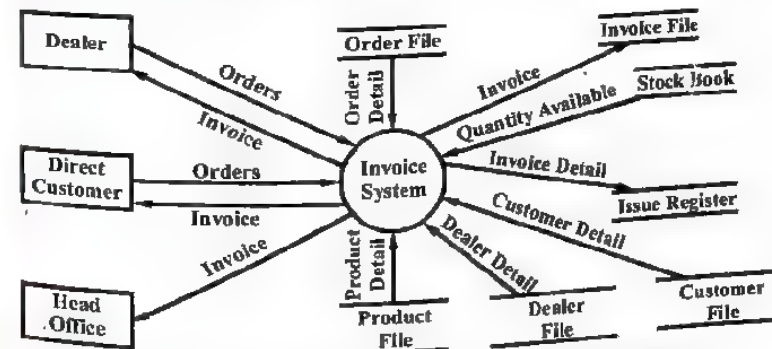 Dealer
Orders
Invoice
Direct
Customer
Orders
Invoice
Invoice
Head
Office
Order File
Order
Detail
Invoice
System
Product
Detail
Product
File
Invoice
Invoice File
Quantity Available
Stock Book
Invoice Detail
Issue Register
Customer Detail
Customer
File
Dealer Detail
Dealer
File